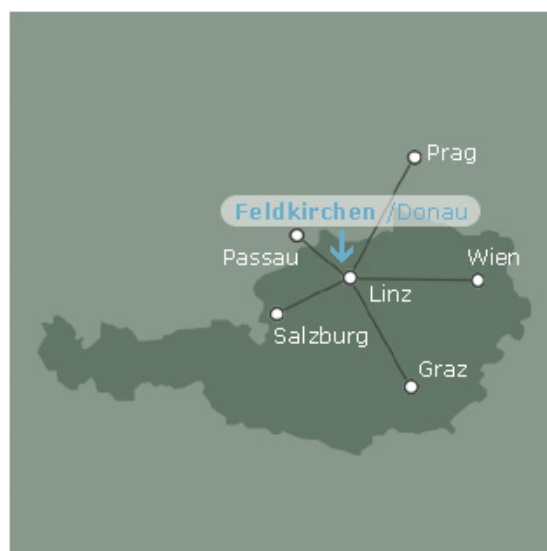 Prag
Feldkirchen /Donau
Passau
Wien
Linz
Salzburg
Graz